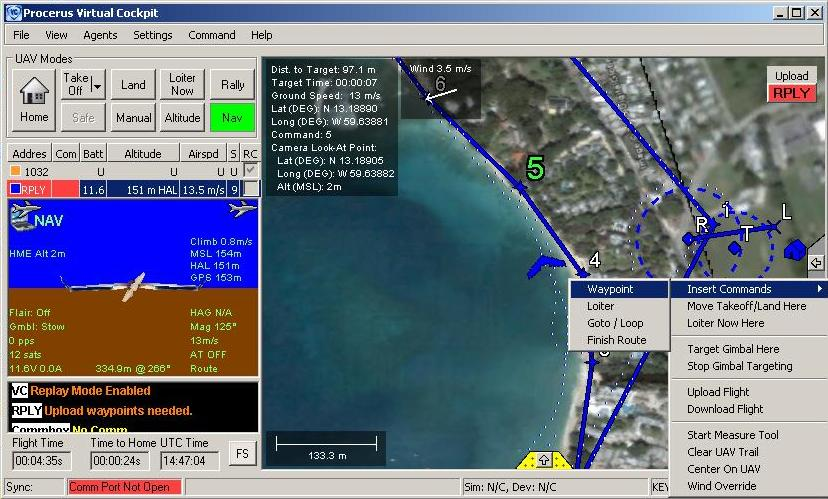 Procerus Virtual Cockpit
File View Agents Settings Command Help
UAV Modes
Home
Take Off
Land
Loiter Now
Rally
Safe
Manual
Altitude
Nav
Addres Com Batt Altitude Airspd S RC
1032 U U U U
RPLY 11.6 151 m HAL 13.5 m/s 9
NAV
HME Alt 2m
Climb 0.8m/s
MSL 154m
HAL 151m
GPS 153m
Flair: Off
Gmbl: Stow
0 pps
12 sats
11.6V 0.0A
334.9m @ 266°
HAG N/A
Mag 125°
13m/s
AT OFF
Route
VC Replay Mode Enabled
RPLY Upload waypoints needed.
Commbox No Comm
Flight Time
00:04:35s
Time to Home
00:00:24s
UTC Time
14:47:04
FS
Sync:
Comm Port Not Open
Sim: N/C, Dev: N/C
KEY
Dist. to Target: 97.1 m
Target Time: 00:00:07
Ground Speed: 13 m/s
Lat (DEG): N 13.18890
Long (DEG): W 59.63881
Command: 5
Camera Look-At Point:
Lat (DEG): N 13.18905
Long (DEG): W 59.63882
Alt (MSL): 2m
Wind 3.5 m/s
6
5
4
R
1
T
L
133.3 m
Upload
RPLY
Waypoint
Loiter
Goto / Loop
Finish Route
Insert Commands
Move Takeoff/Land Here
Loiter Now Here
Target Gimbal Here
Stop Gimbal Targeting
Upload Flight
Download Flight
Start Measure Tool
Clear UAV Trail
Center On UAV
Wind Override